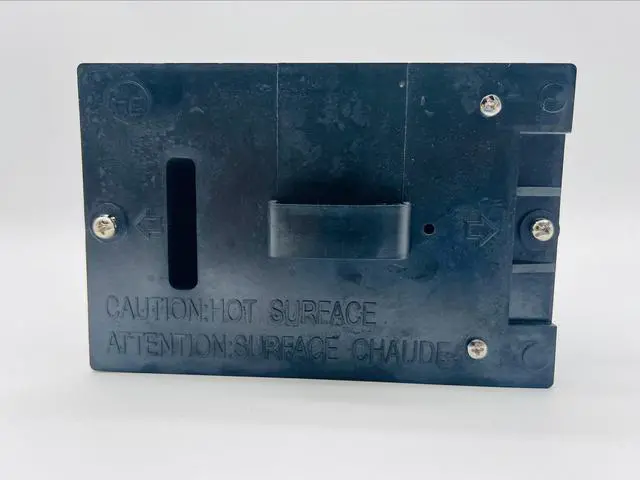 CAUTION:HOT SURFACE
ATTENTION:SURFACE CHAUDE